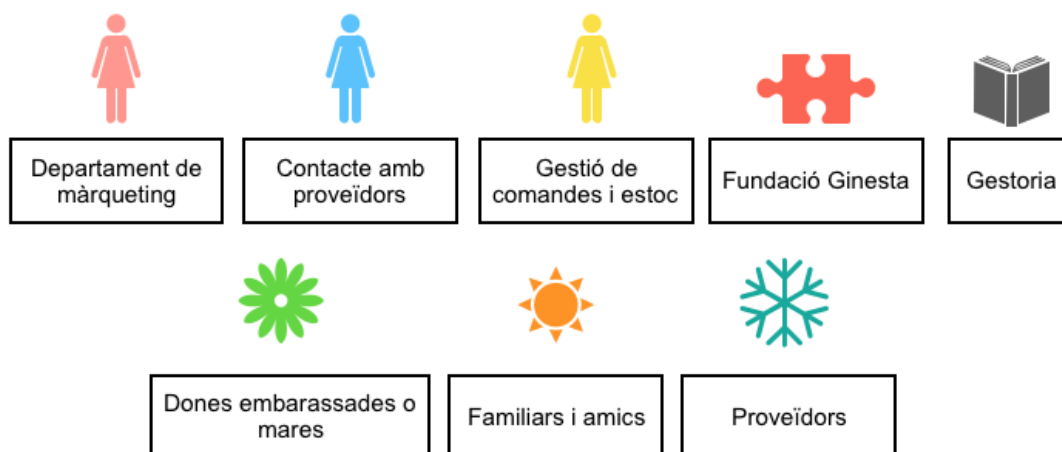 Departament de
màrqueting
Contacte amb
proveïdors
Gestió de
comandes i estoc
Fundació Ginesta
Gestoria
Dones embarassades o
mares
Familiars i amics
Proveïdors